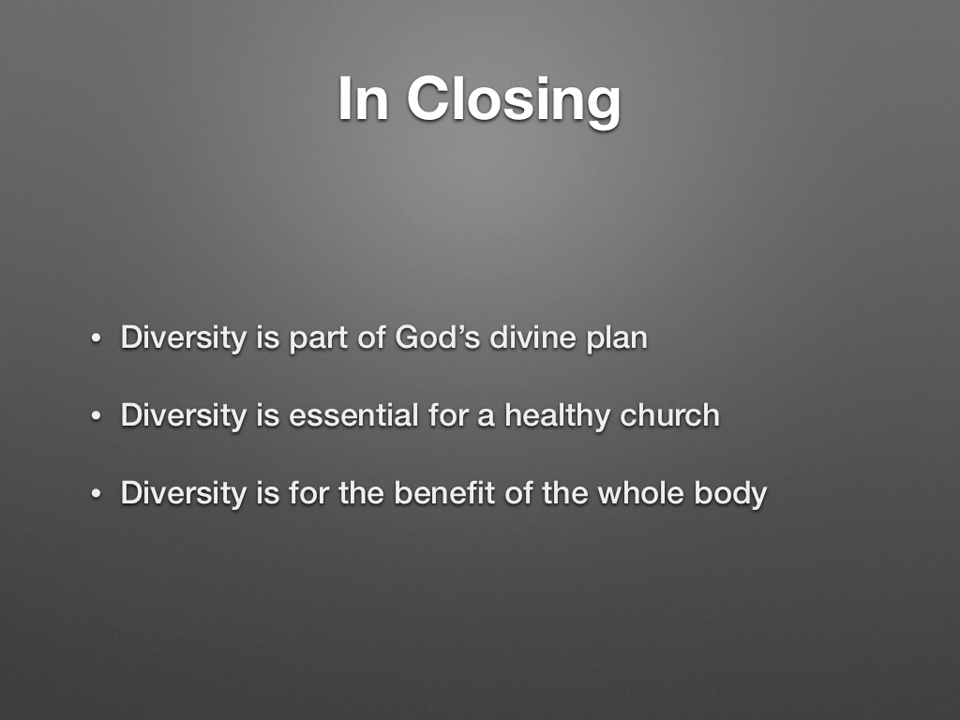 In Closing
• Diversity is part of God’s divine plan
• Diversity is essential for a healthy church
• Diversity is for the benefit of the whole body